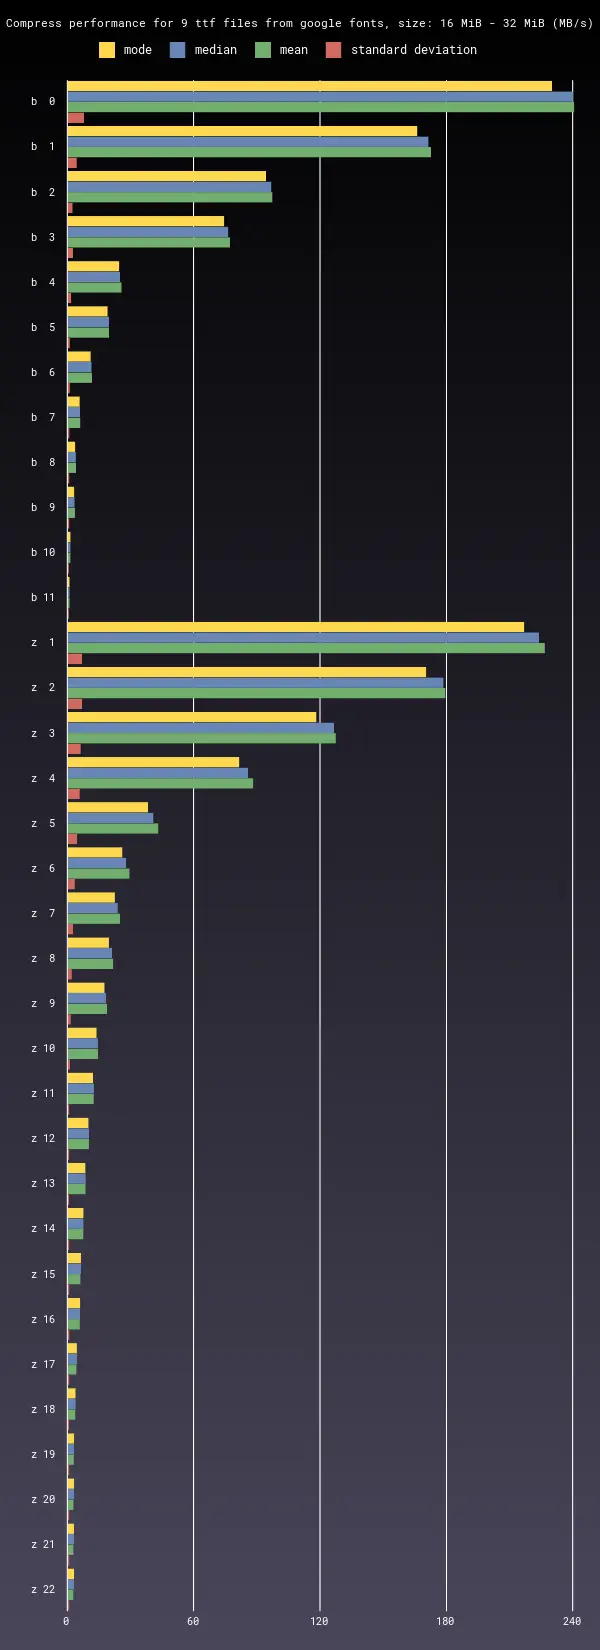 Compress performance for 9 ttf files from google fonts, size: 16 MiB - 32 MiB (MB/s)
mode median mean standard deviation
b 0
b 1
b 2
b 3
b 4
b 5
b 6
b 7
b 8
b 9
b 10
b 11
z 1
z 2
z 3
z 4
z 5
z 6
z 7
z 8
z 9
z 10
z 11
z 12
z 13
z 14
z 15
z 16
z 17
z 18
z 19
z 20
z 21
z 22
0 60 120 180 240